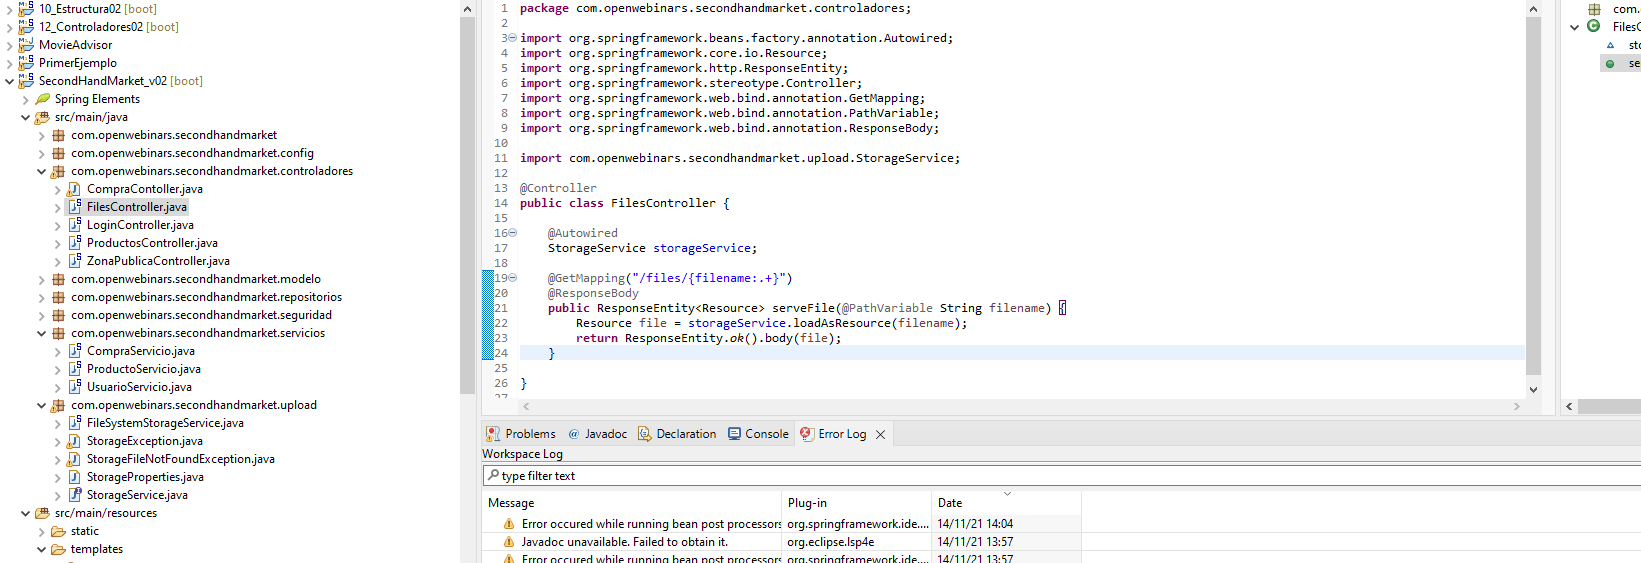 10_Estructura02 [boot]
12_Controladores02 [boot]
MovieAdvisor
PrimerEjemplo
SecondHandMarket_v02 [boot]
Spring Elements
src/main/java
com.openwebinars.secondhandmarket
com.openwebinars.secondhandmarket.config
com.openwebinars.secondhandmarket.controladores
CompraContoller.java
FilesController.java
LoginController.java
ProductosController.java
ZonaPublicaController.java
com.openwebinars.secondhandmarket.modelo
com.openwebinars.secondhandmarket.repositorios
com.openwebinars.secondhandmarket.seguridad
com.openwebinars.secondhandmarket.servicios
CompraServicio.java
ProductoServicio.java
UsuarioServicio.java
com.openwebinars.secondhandmarket.upload
FileSystemStorageService.java
StorageException.java
StorageFileNotFoundException.java
StorageProperties.java
StorageService.java
src/main/resources
static
templates
1 package com.openwebinars.secondhandmarket.controladores;
2
3 import org.springframework.beans.factory.annotation.Autowired;
4 import org.springframework.core.io.Resource;
5 import org.springframework.http.ResponseEntity;
6 import org.springframework.stereotype.Controller;
7 import org.springframework.web.bind.annotation.GetMapping;
8 import org.springframework.web.bind.annotation.PathVariable;
9 import org.springframework.web.bind.annotation.ResponseBody;
10
11 import com.openwebinars.secondhandmarket.upload.StorageService;
12
13 @Controller
14 public class FilesController {
15
16 @Autowired
17 StorageService storageService;
18
19 @GetMapping("/files/{filename:.+}")
20 @ResponseBody
21 public ResponseEntity<Resource> serveFile(@PathVariable String filename) {
22 Resource file = storageService.loadAsResource(filename);
23 return ResponseEntity.ok().body(file);
24 }
25
26 }
27
com.
FilesC
sto
se
Problems @ Javadoc Declaration Console Error Log
Workspace Log
type filter text
Message Plug-in Date
Error occured while running bean post processors org.springframework.ide.... 14/11/21 14:04
Javadoc unavailable. Failed to obtain it. org.eclipse.lsp4e 14/11/21 13:57
Error occured while running bean post processors org.springframework.ide.... 14/11/21 13:57